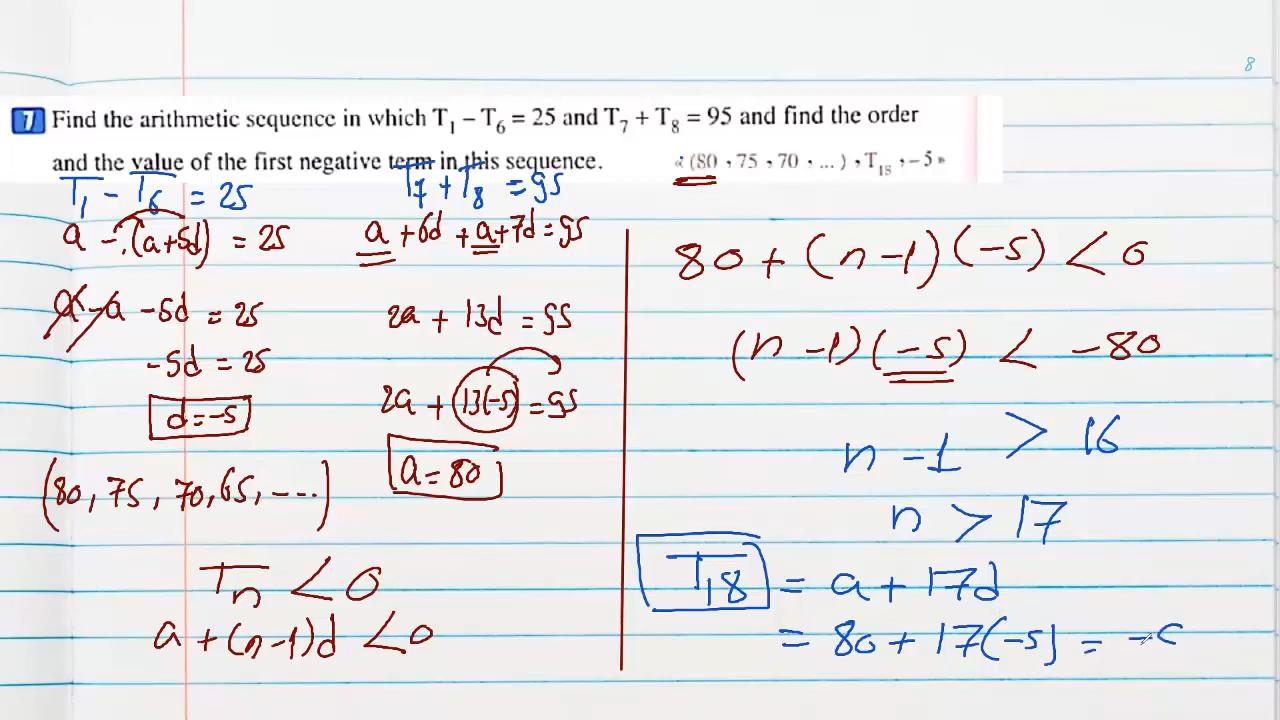 8
7 Find the arithmetic sequence in which T₁ − T₆ = 25 and T₇ + T₈ = 95 and find the order
and the value of the first negative term in this sequence. « (80 , 75 , 70 , ...) , T₁₈ , −5 »
T₁ − T₆ = 25
a − (a+5d) = 25
a − a − 5d = 25
−5d = 25
d = −5
(80, 75, 70, 65, ....)
Tn < 0
a + (n−1)d < 0
T₇ + T₈ = 95
a + 6d + a + 7d = 95
2a + 13d = 95
2a + 13(−5) = 95
a = 80
80 + (n−1)(−5) < 0
(n−1)(−5) < −80
n − 1 > 16
n > 17
T₁₈ = a + 17d
= 80 + 17(−5) =